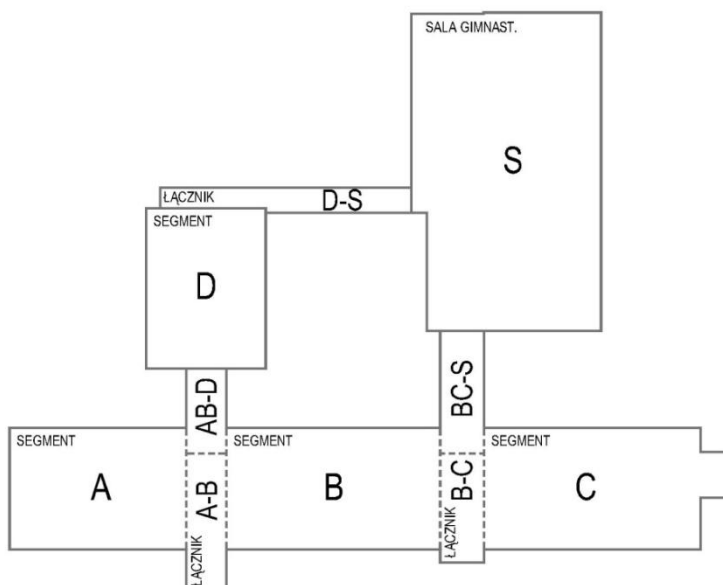 SALA GIMNAST.
S
ŁĄCZNIK
D-S
SEGMENT
D
AB-D
BC-S
SEGMENT
A
ŁĄCZNIK
A-B
SEGMENT
B
ŁĄCZNIK
B-C
SEGMENT
C